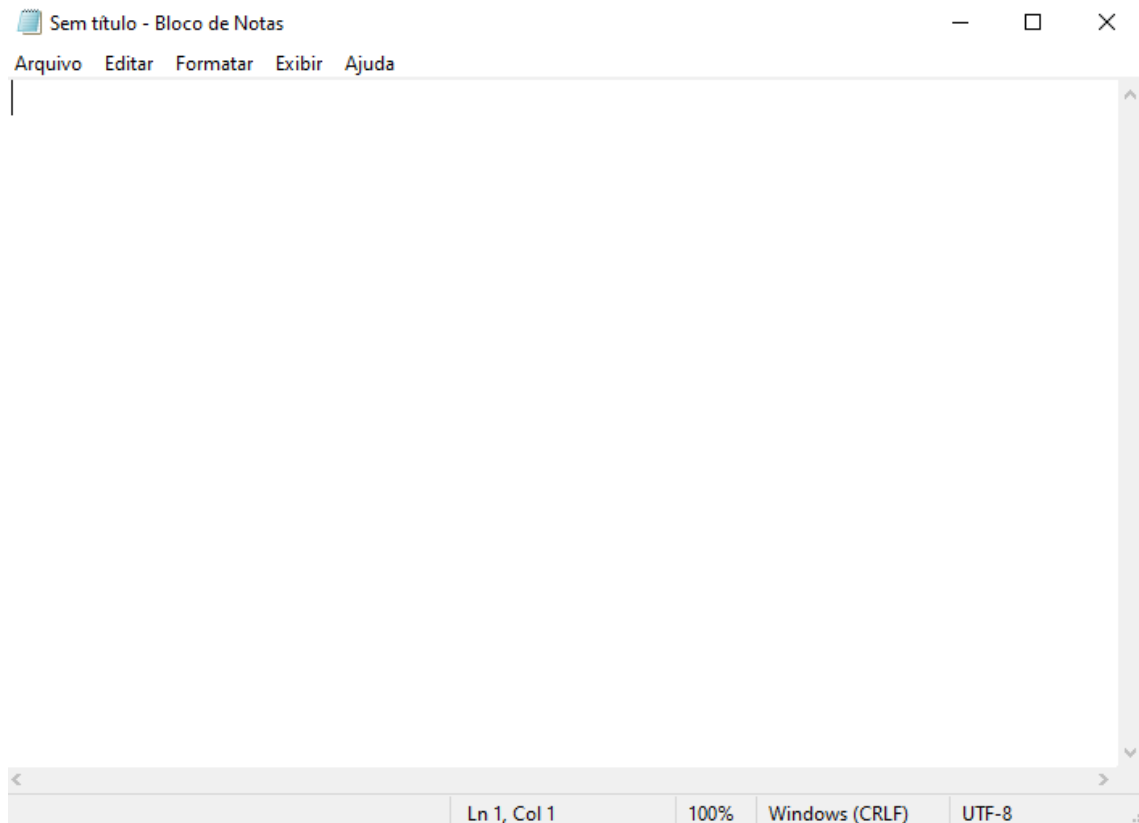 Sem título - Bloco de Notas
Arquivo Editar Formatar Exibir Ajuda
Ln 1, Col 1 100% Windows (CRLF) UTF-8